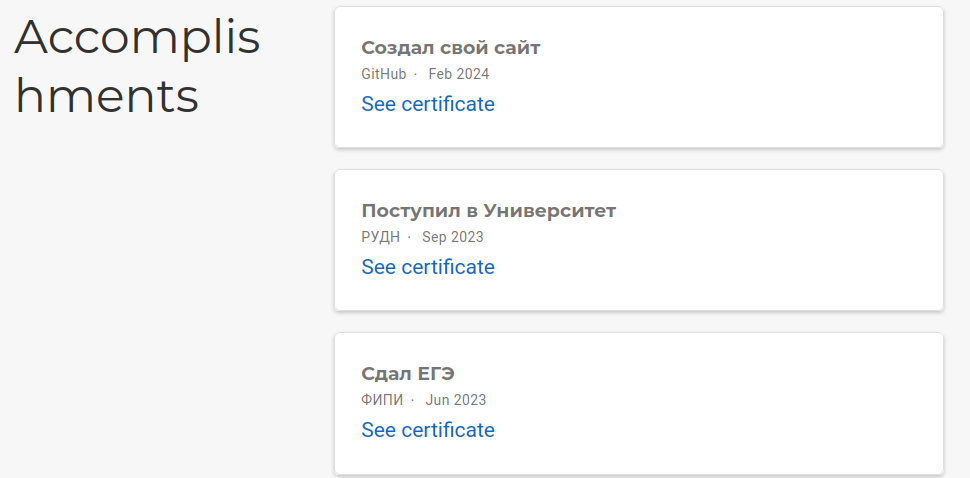 Accomplis
hments
Создал свой сайт
GitHub · Feb 2024
See certificate
Поступил в Университет
РУДН · Sep 2023
See certificate
Сдал ЕГЭ
ФИПИ · Jun 2023
See certificate